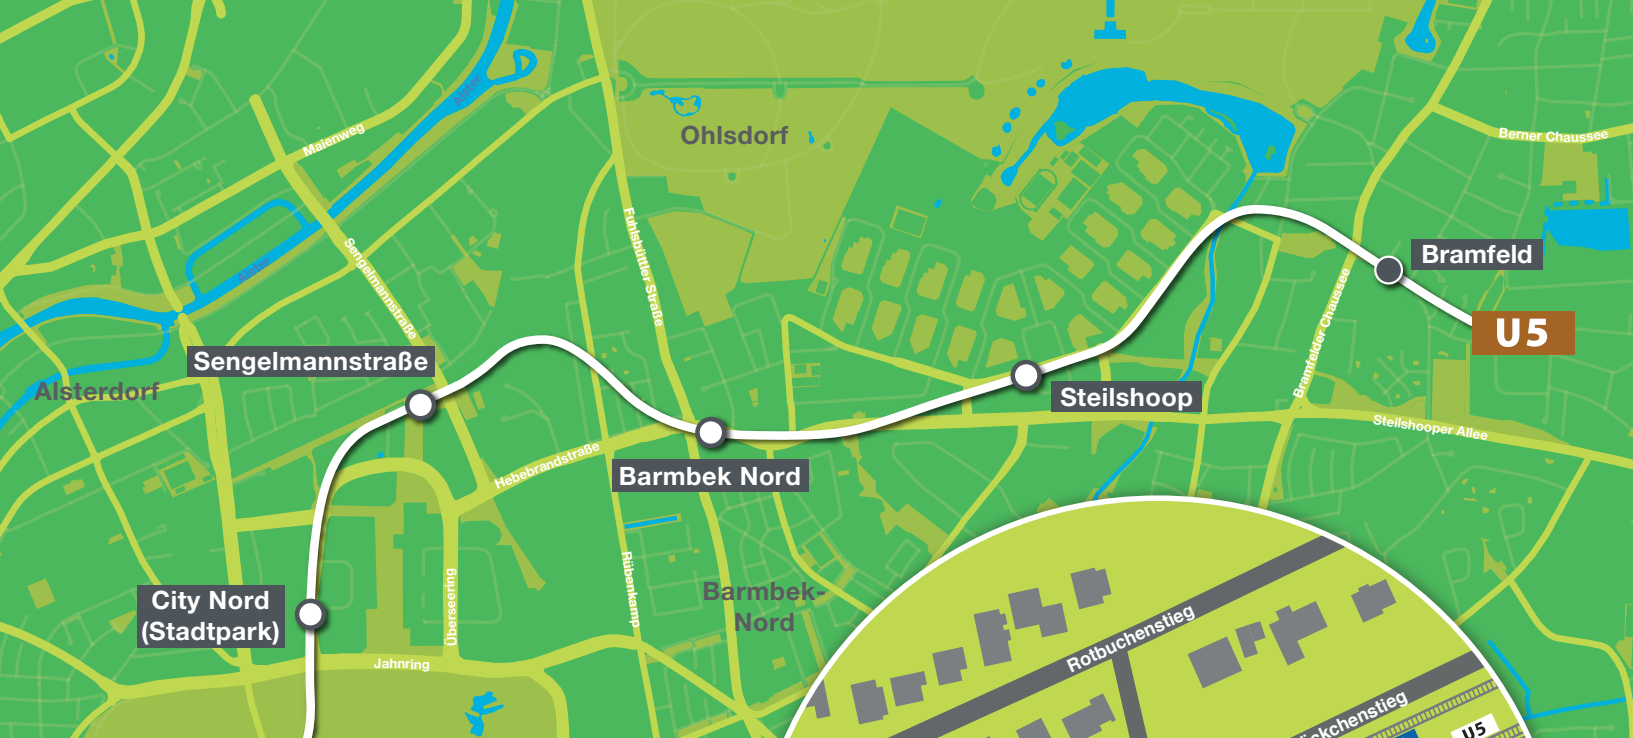 Alster
Maienweg
Ohlsdorf
Berner Chaussee
Fuhlsbüttler Straße
Sengelmannstraße
Alster
Bramfeld
Bramfelder Chaussee
U5
Sengelmannstraße
Alsterdorf
Steilshoop
Steilshooper Allee
Hebebrandstraße
Barmbek Nord
Rübenkamp
Überseering
City Nord
(Stadtpark)
Barmbek-
Nord
Jahnring
Rotbuchenstieg
ckchenstieg
U5